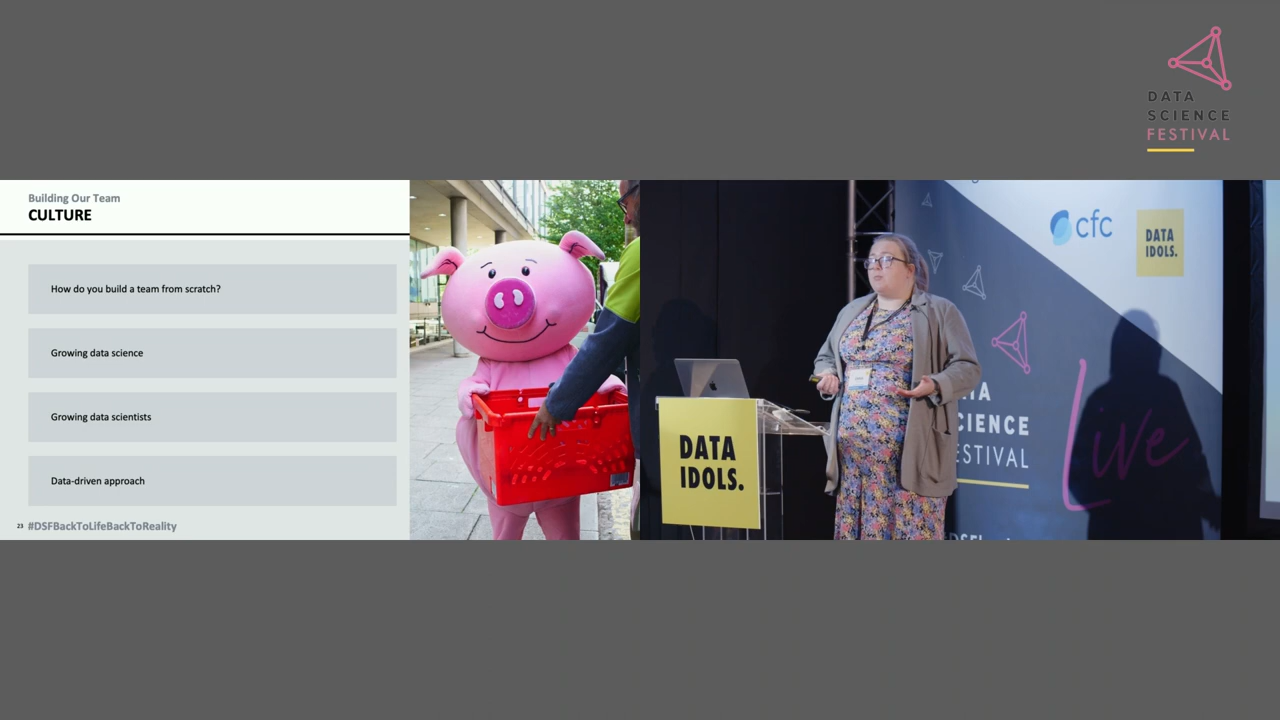 DATA
SCIENCE
FESTIVAL
Building Our Team
CULTURE
How do you build a team from scratch?
Growing data science
Growing data scientists
Data-driven approach
23 #DSFBackToLifeBackToReality
cfc
DATA
IDOLS.
DATA
IDOLS.
CIENCE
ESTIVAL
Live